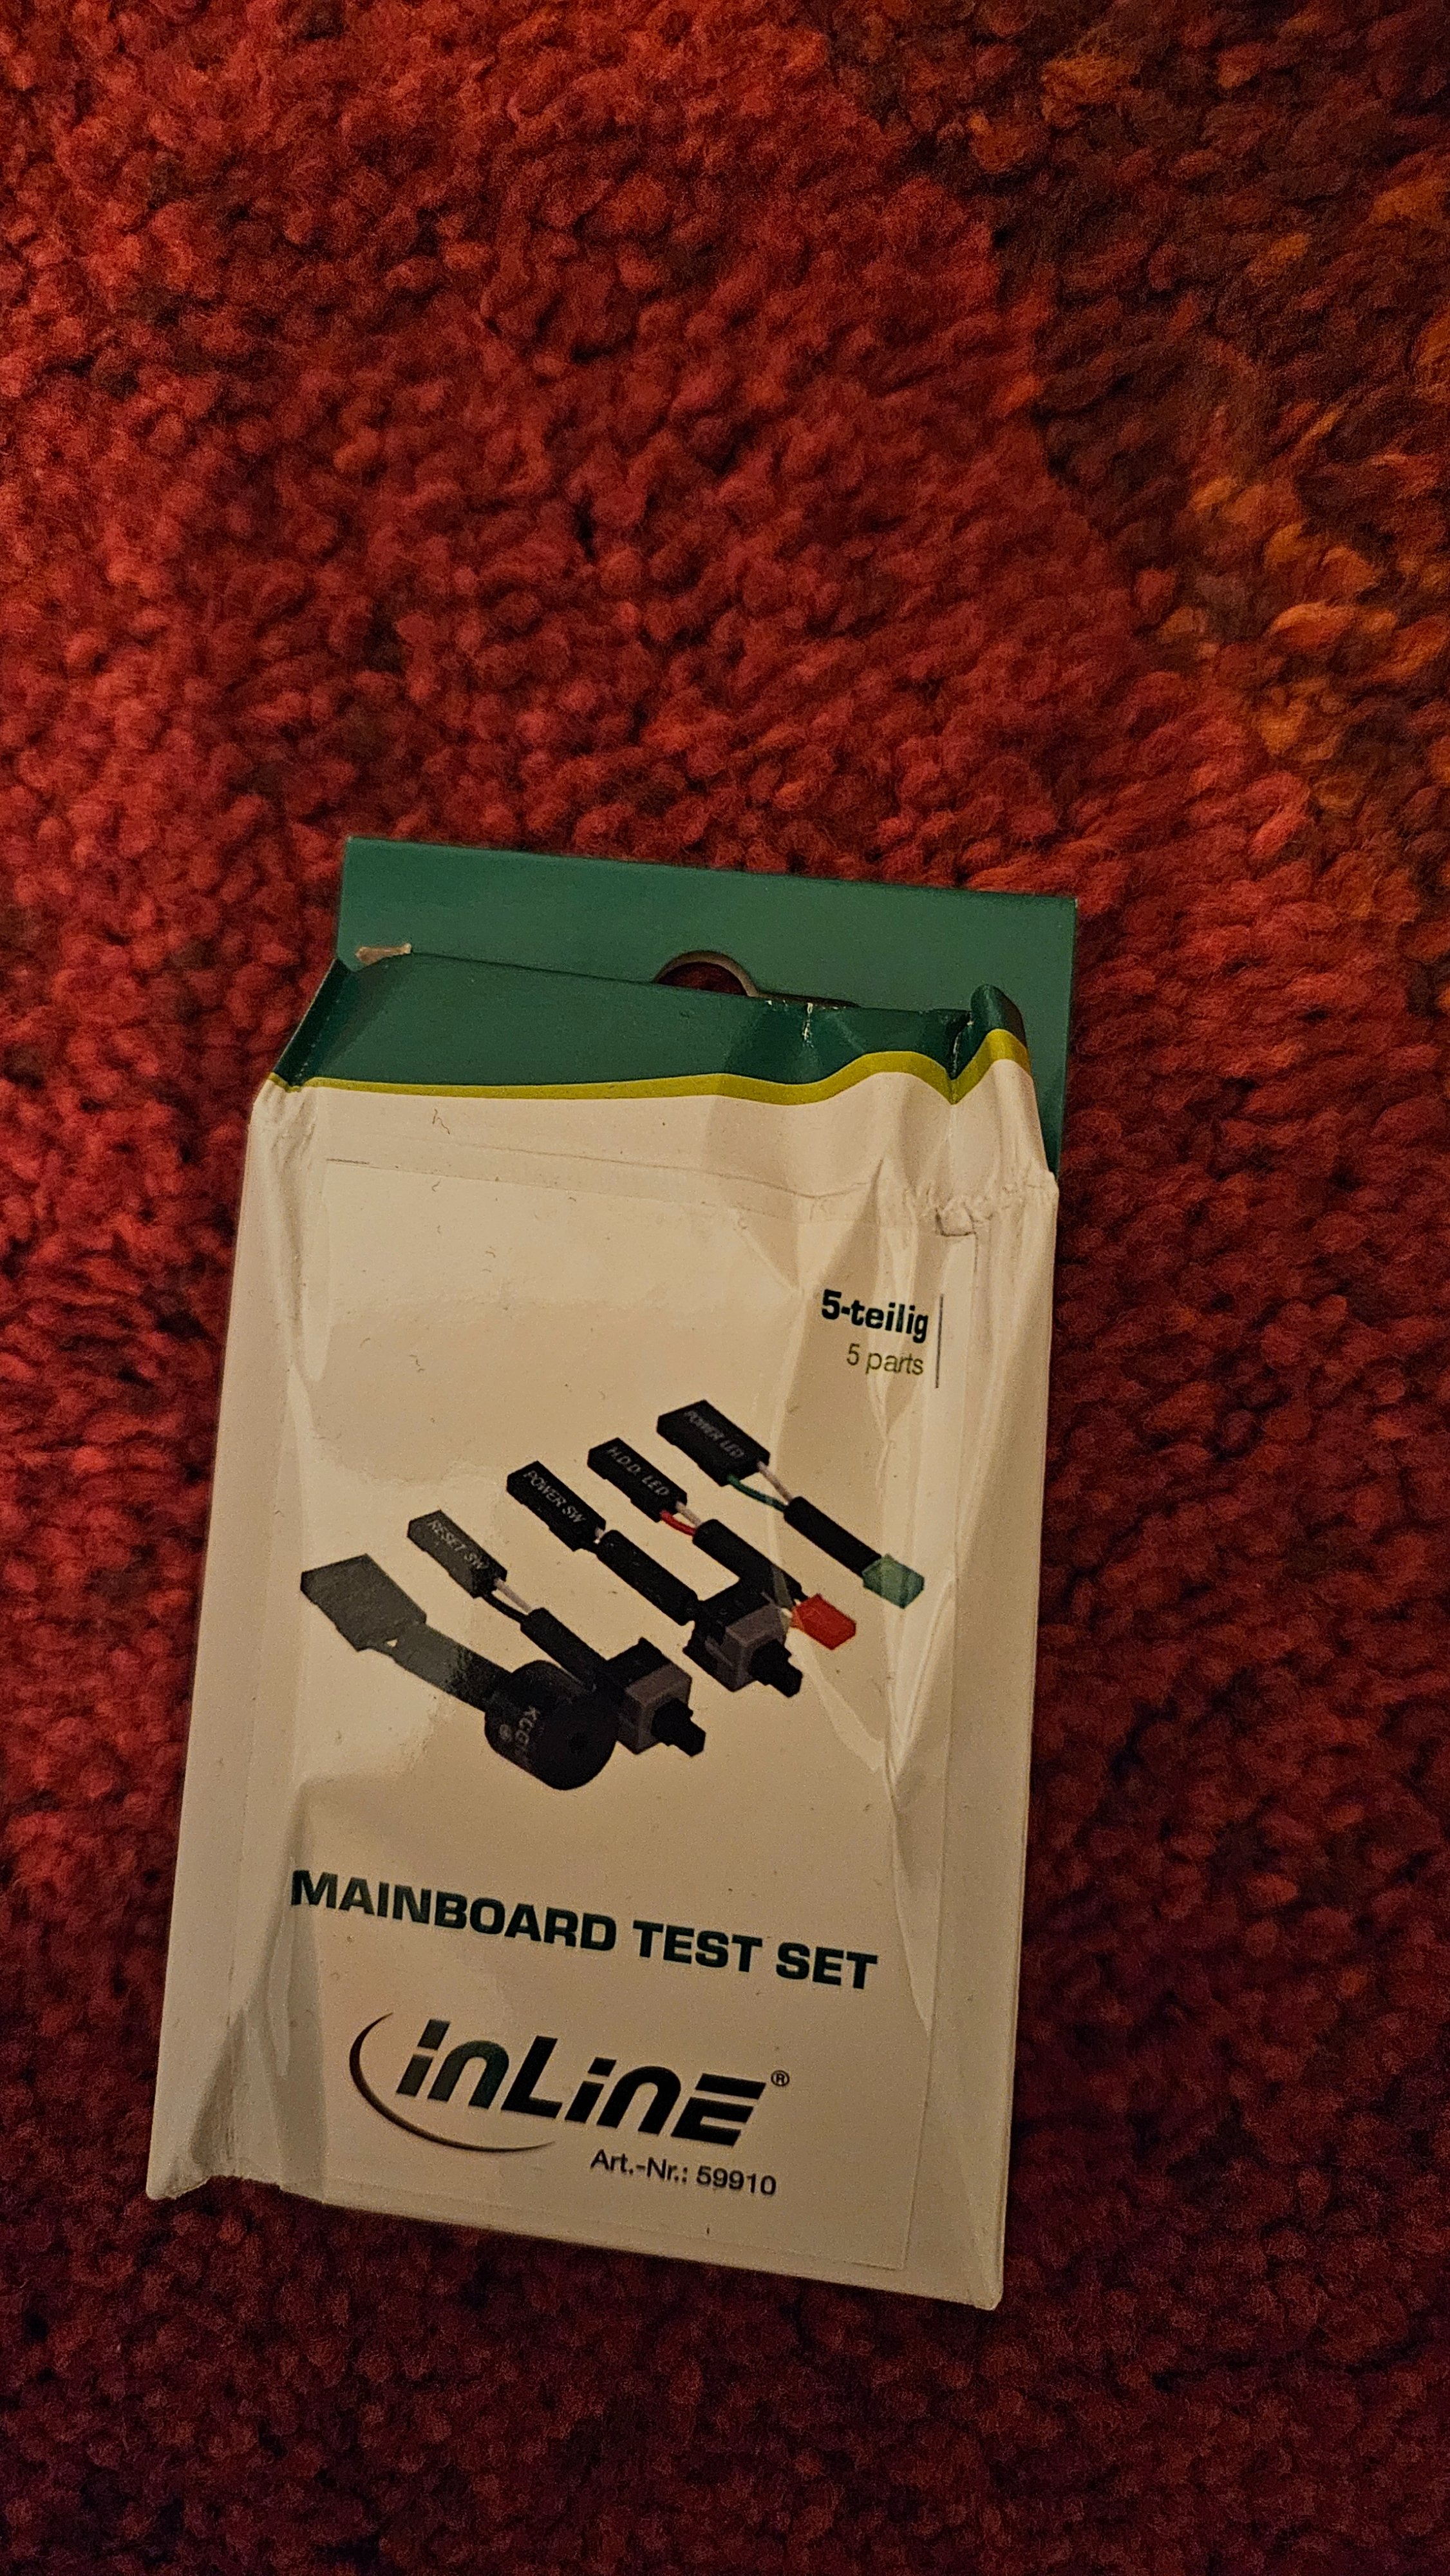 5-teilig
5 parts
POWER LED
H.D.D. LED
POWER SW
RESET SW
MAINBOARD TEST SET
inLine®
Art.-Nr.: 59910